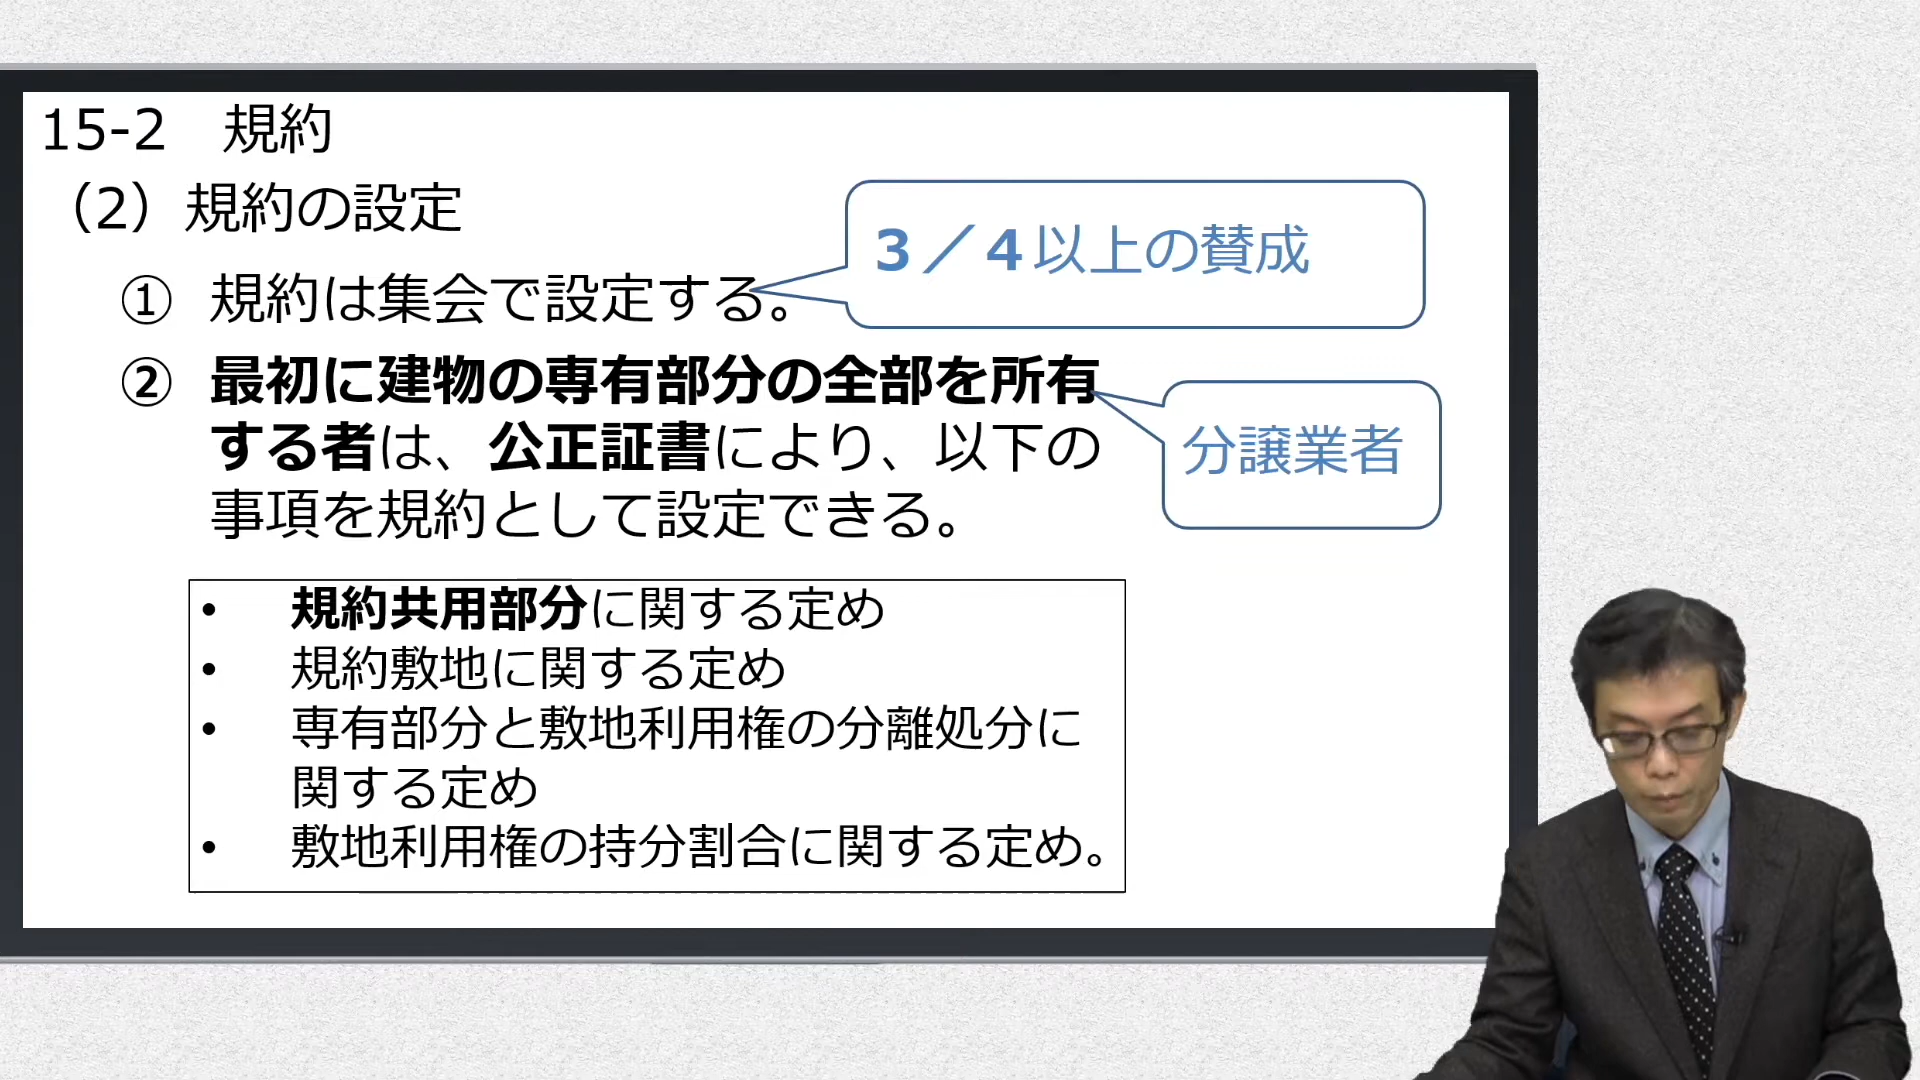 15-2　規約
（2）規約の設定
３／４以上の賛成
① 規約は集会で設定する。
② 最初に建物の専有部分の全部を所有
する者は、公正証書により、以下の
事項を規約として設定できる。
分譲業者
• 規約共用部分に関する定め
• 規約敷地に関する定め
• 専有部分と敷地利用権の分離処分に
関する定め
• 敷地利用権の持分割合に関する定め。